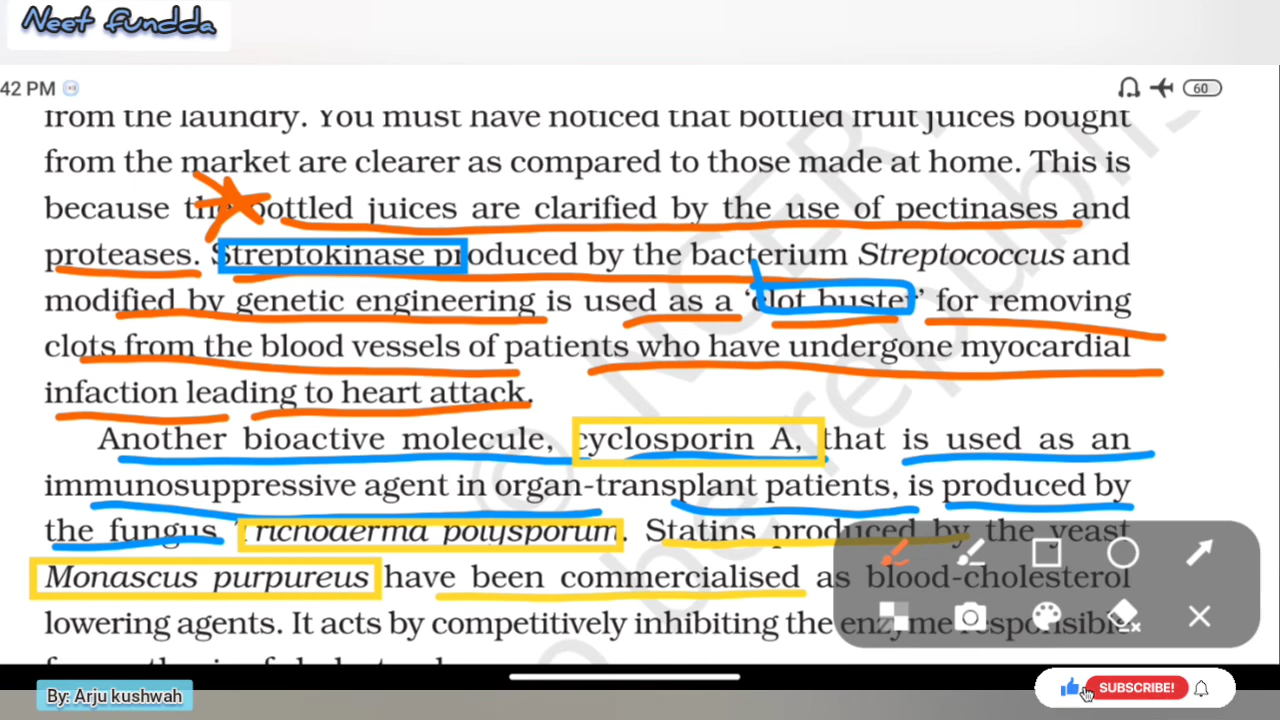 Neet fundda
42 PM
60
from the laundry. You must have noticed that bottled fruit juices bought
from the market are clearer as compared to those made at home. This is
because the bottled juices are clarified by the use of pectinases and
proteases. Streptokinase produced by the bacterium Streptococcus and
modified by genetic engineering is used as a ‘clot buster’ for removing
clots from the blood vessels of patients who have undergone myocardial
infaction leading to heart attack.
Another bioactive molecule, cyclosporin A, that is used as an
immunosuppressive agent in organ-transplant patients, is produced by
the fungus Trichoderma polysporum. Statins produced by the yeast
Monascus purpureus have been commercialised as blood-cholesterol
lowering agents. It acts by competitively inhibiting the enzyme responsible
© NCERT
be republis
By: Arju kushwah
SUBSCRIBE!